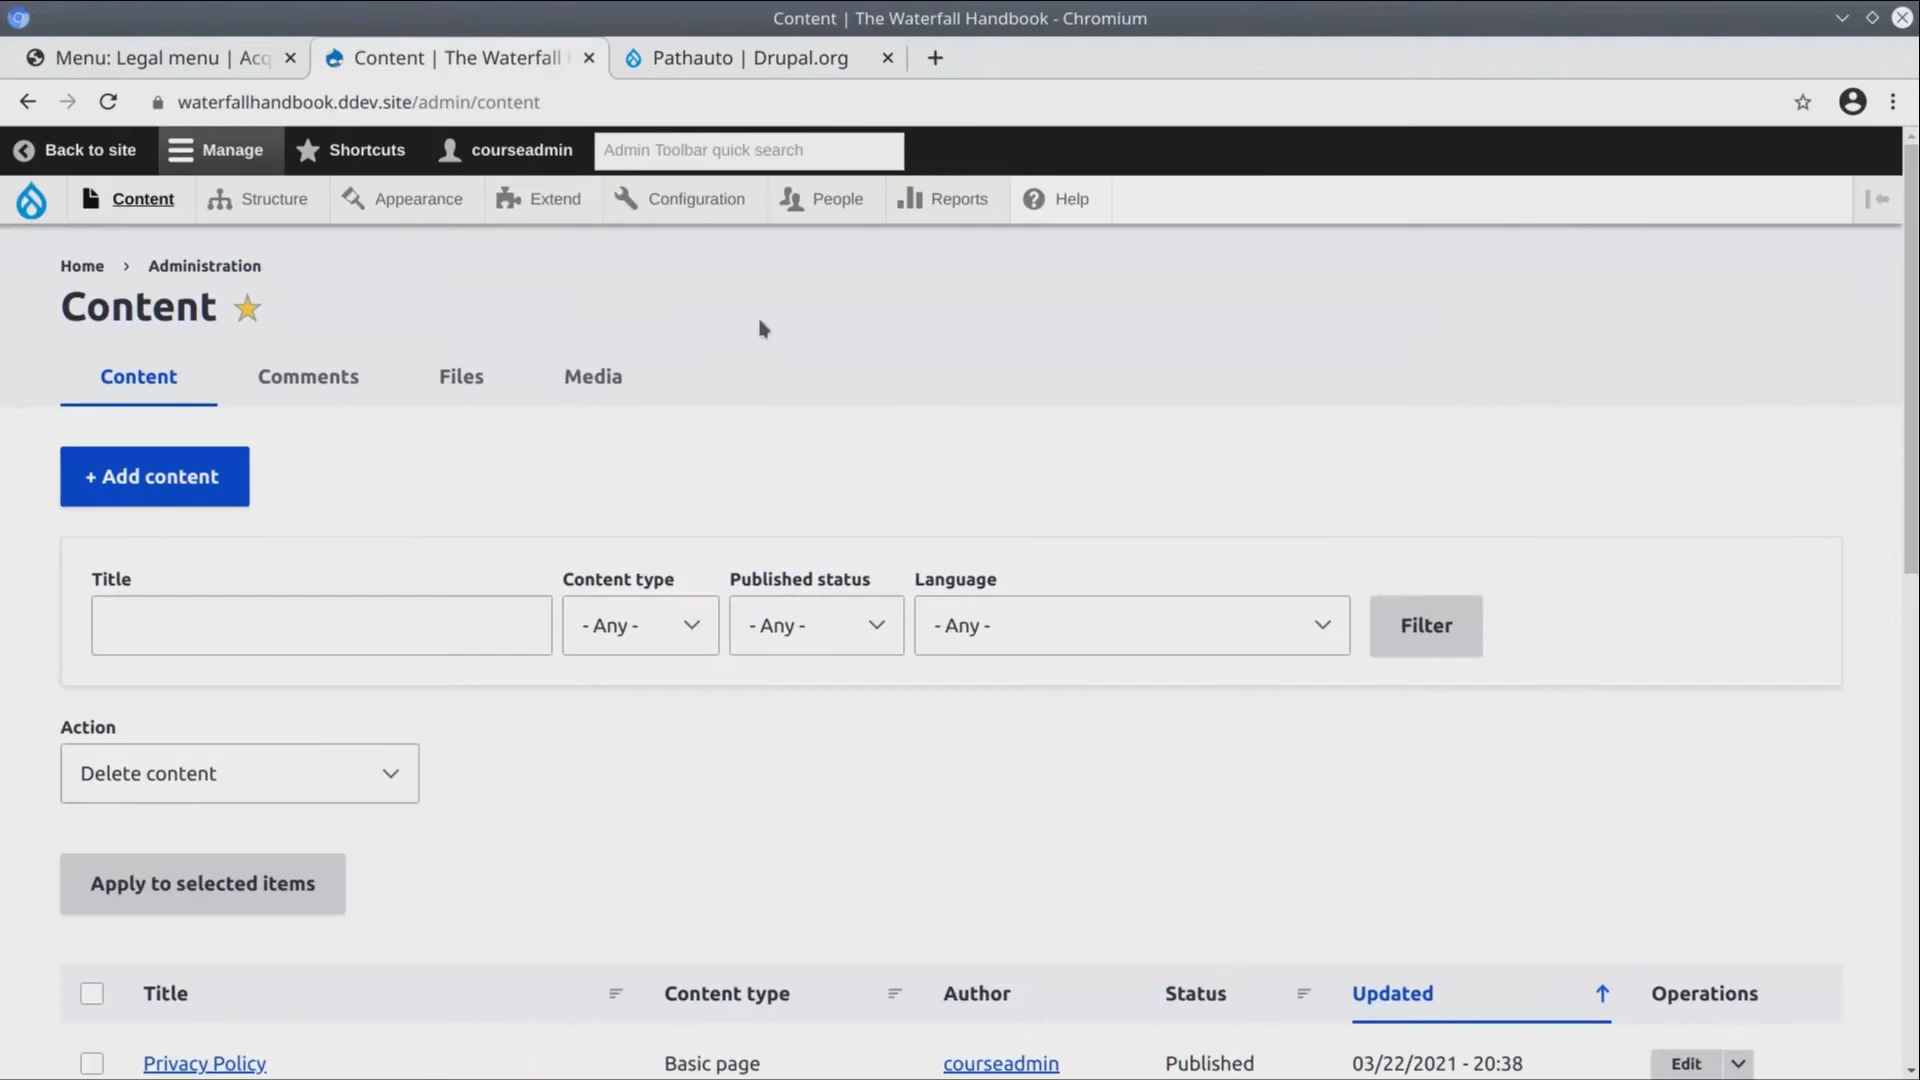 Content | The Waterfall Handbook - Chromium
Menu: Legal menu | Acq
Content | The Waterfall
Pathauto | Drupal.org
waterfallhandbook.ddev.site/admin/content
Back to site
Manage
Shortcuts
courseadmin
Admin Toolbar quick search
Content
Structure
Appearance
Extend
Configuration
People
Reports
Help
Home › Administration
Content
Content
Comments
Files
Media
+ Add content
Title
Content type
Published status
Language
- Any -
- Any -
- Any -
Filter
Action
Delete content
Apply to selected items
Title
Content type
Author
Status
Updated
Operations
Privacy Policy
Basic page
courseadmin
Published
03/22/2021 - 20:38
Edit